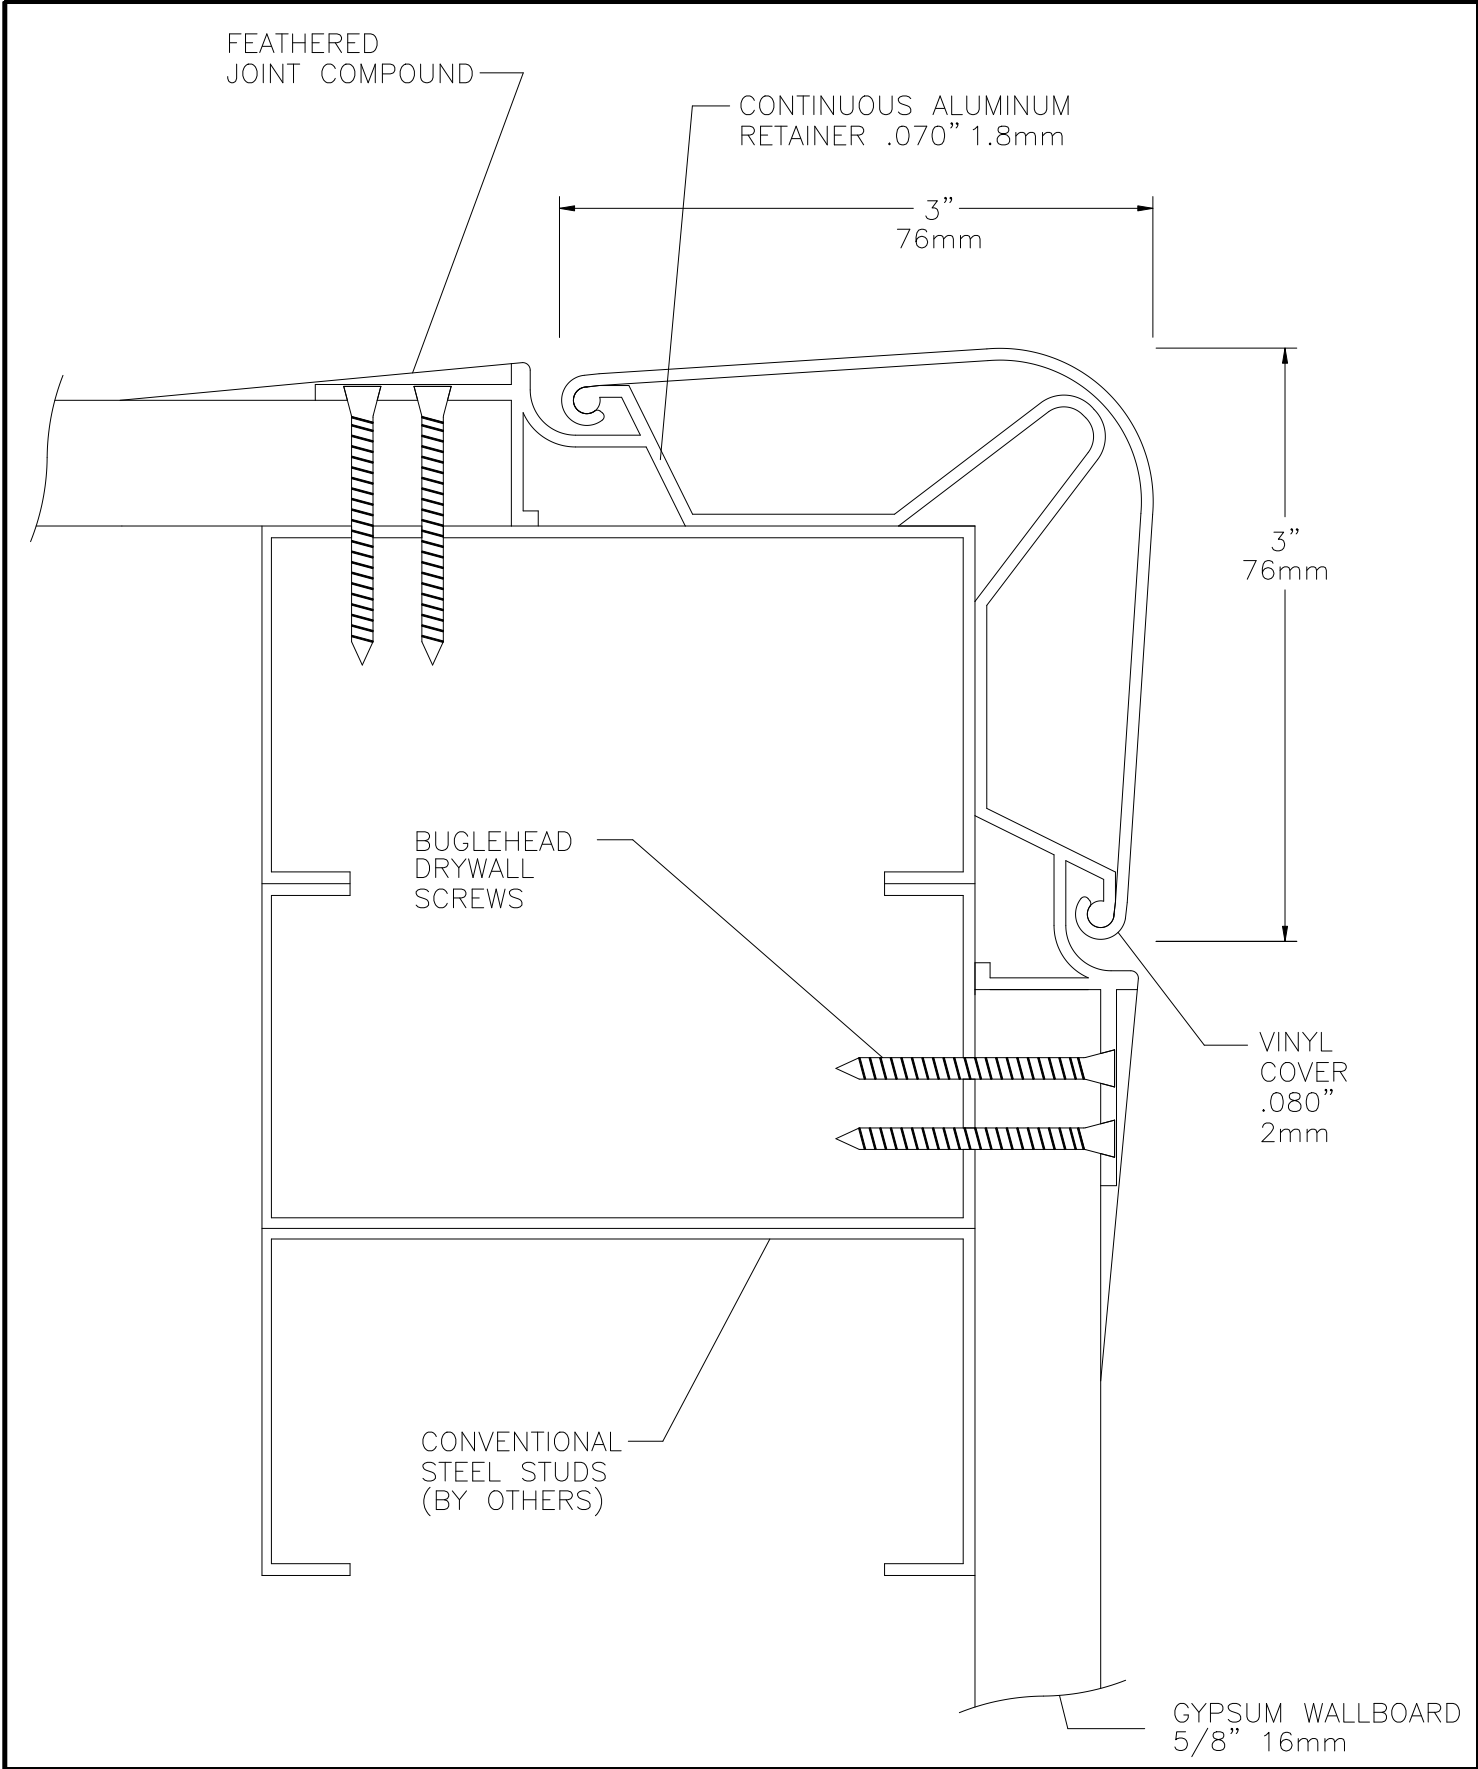 FEATHERED
JOINT COMPOUND
CONTINUOUS ALUMINUM
RETAINER .070” 1.8mm
3”
76mm
3”
76mm
BUGLEHEAD
DRYWALL
SCREWS
VINYL
COVER
.080”
2mm
CONVENTIONAL
STEEL STUDS
(BY OTHERS)
GYPSUM WALLBOARD
5/8” 16mm